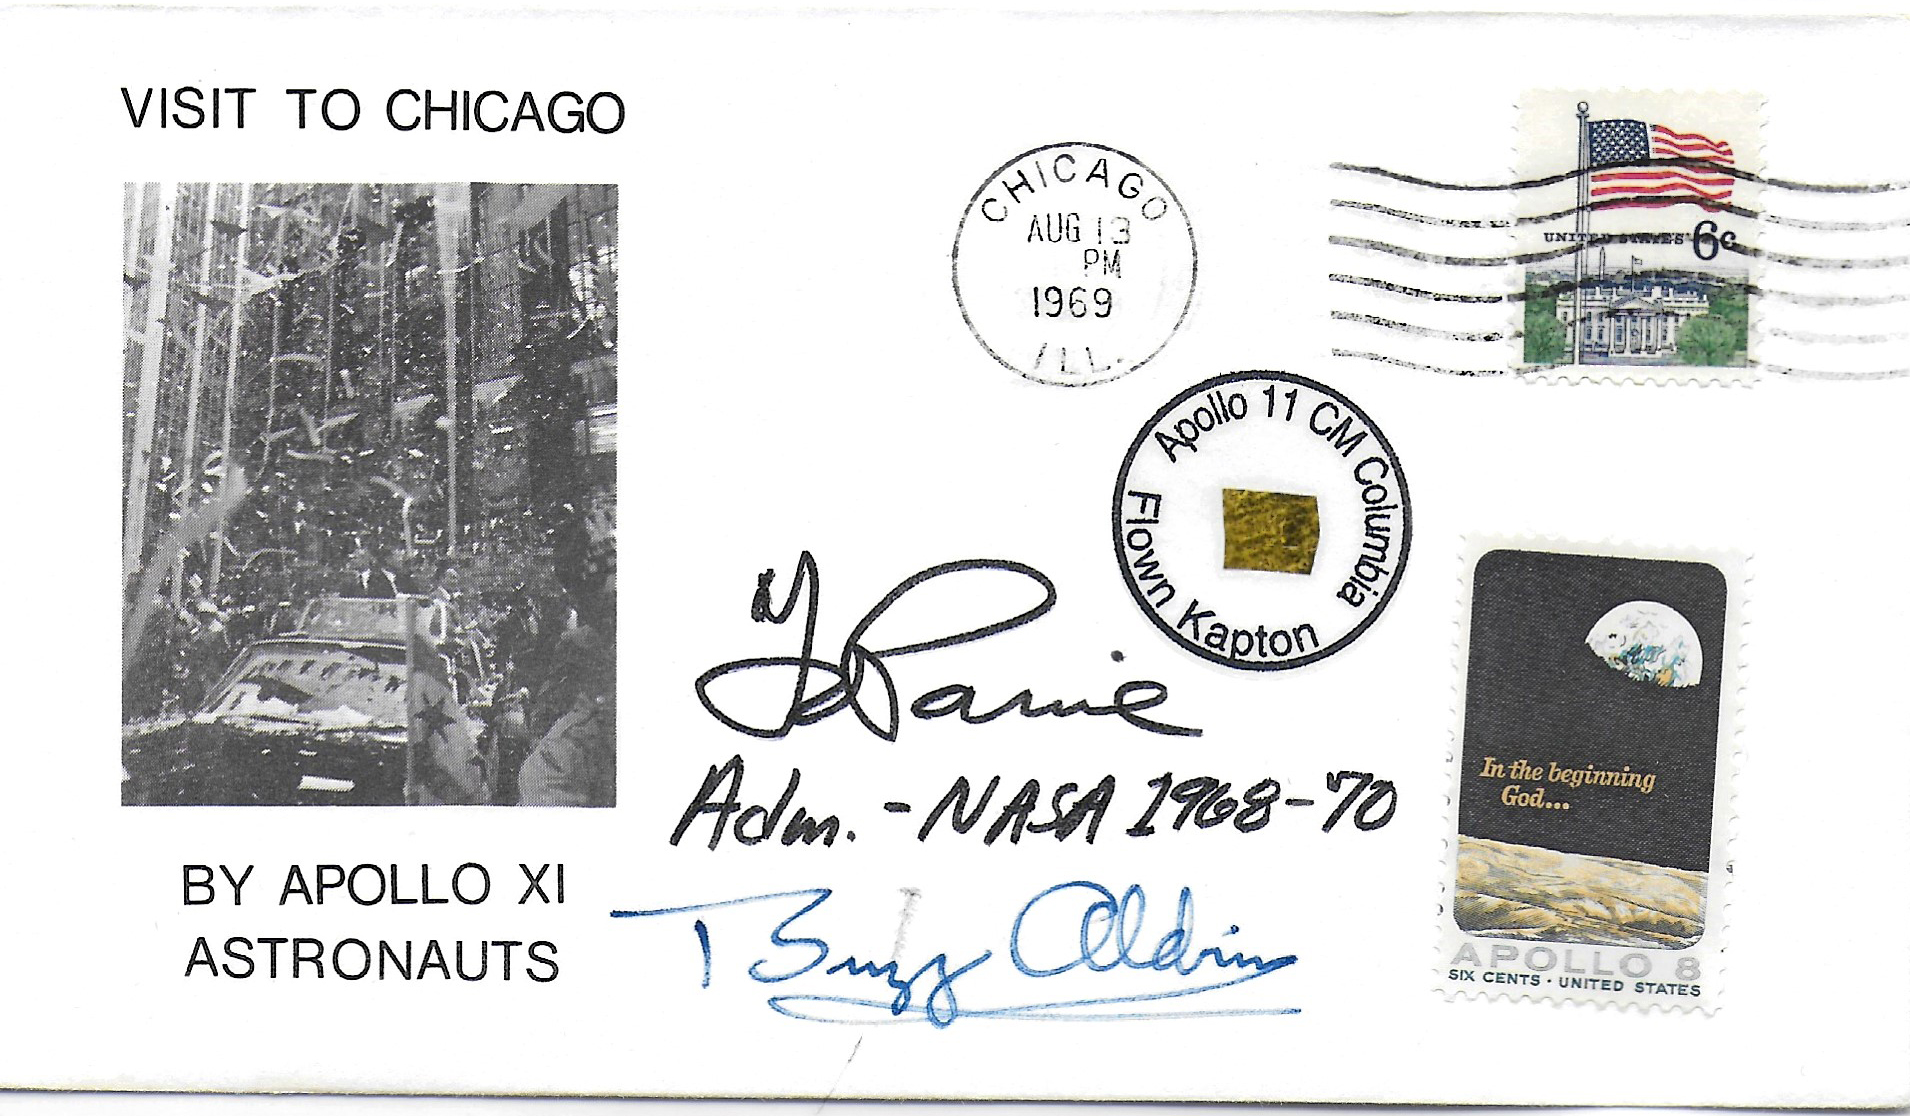 VISIT TO CHICAGO
BY APOLLO XI
ASTRONAUTS
CHICAGO
AUG 13
PM
1969
ILL.
UNITED STATES 6c
Apollo 11 CM Columbia
Flown Kapton
TO Paine
Adm. - NASA 1968-70
Buzz Aldrin
In the beginning
God...
APOLLO 8
SIX CENTS · UNITED STATES